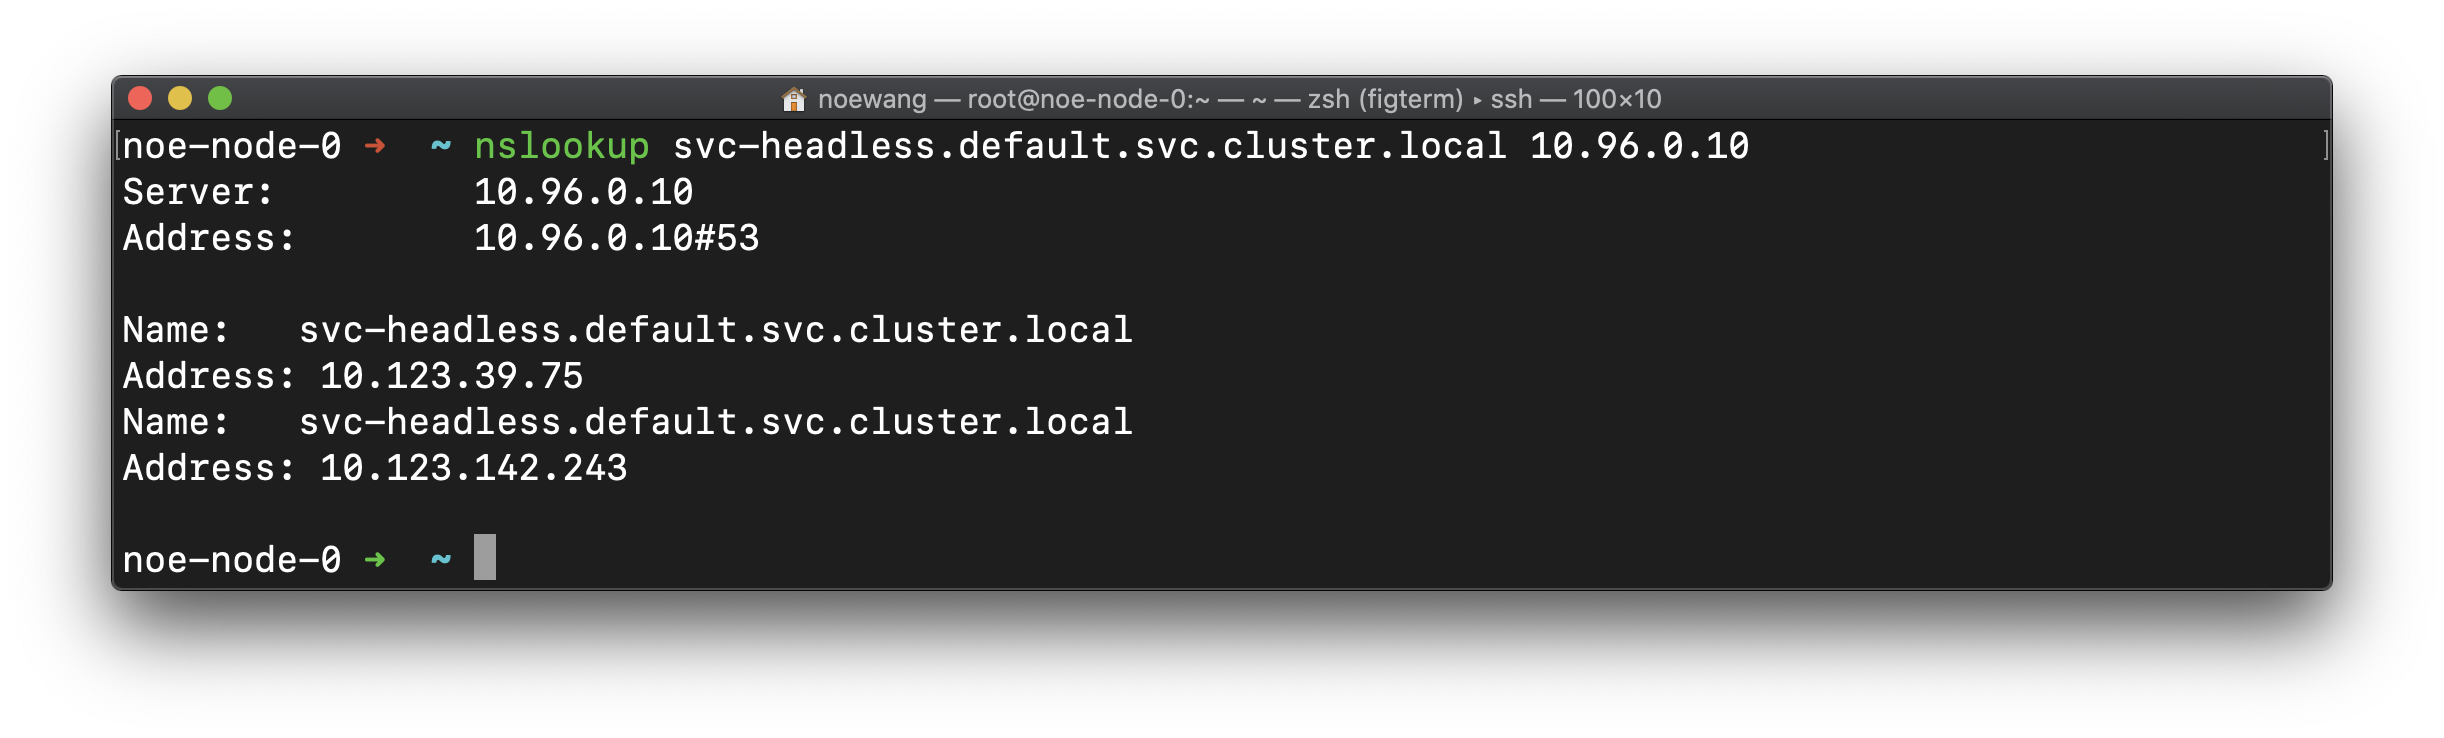 noewang — root@noe-node-0:~ — ~ — zsh (figterm) ▸ ssh — 100×10
[noe-node-0 ➜  ~ nslookup svc-headless.default.svc.cluster.local 10.96.0.10]
Server:         10.96.0.10
Address:        10.96.0.10#53
Name:   svc-headless.default.svc.cluster.local
Address: 10.123.39.75
Name:   svc-headless.default.svc.cluster.local
Address: 10.123.142.243
noe-node-0 ➜  ~